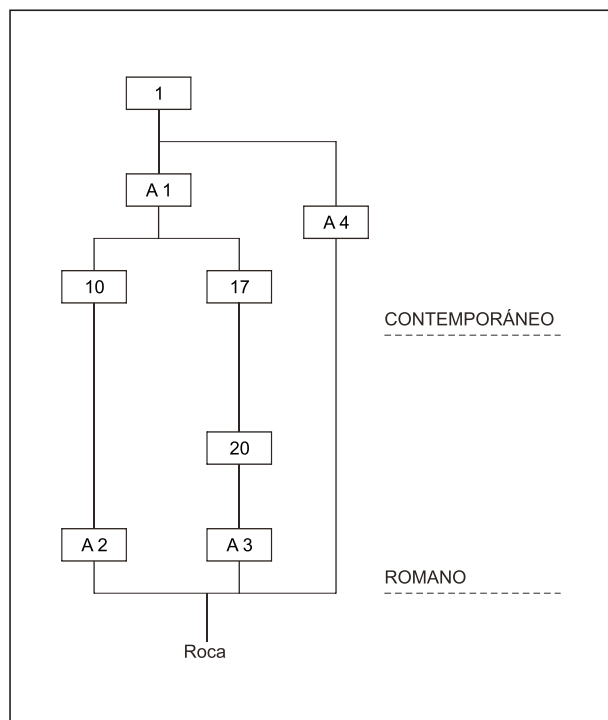 1
A 1
A 4
10
17
CONTEMPORÁNEO
20
A 2
A 3
ROMANO
Roca